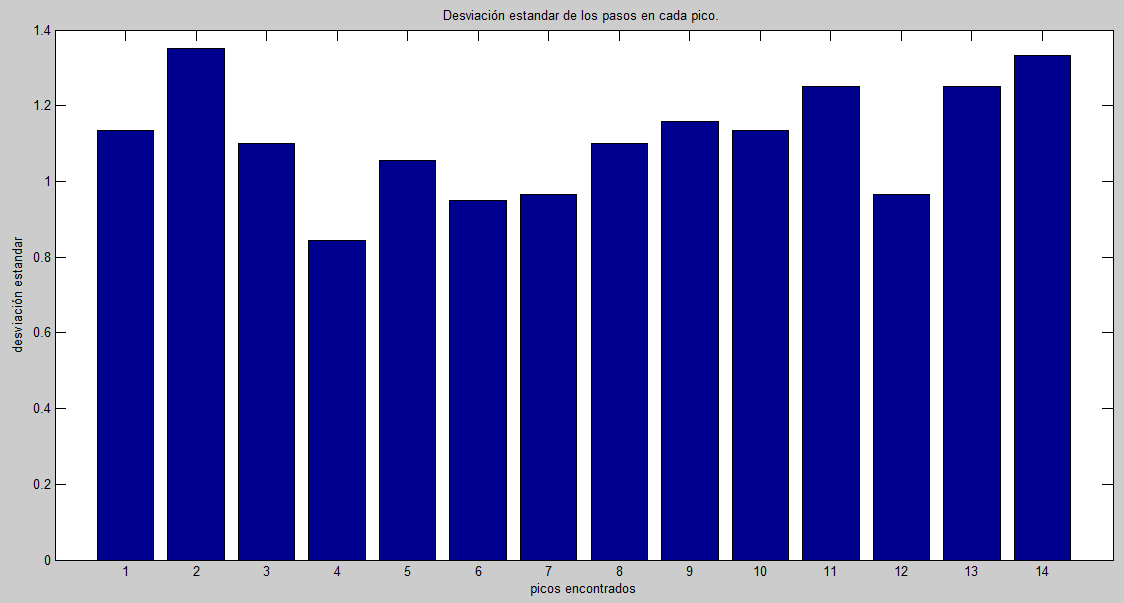 Desviación estandar de los pasos en cada pico.
1.4
1.2
1
0.8
0.6
0.4
0.2
0
desviación estandar
1 2 3 4 5 6 7 8 9 10 11 12 13 14
picos encontrados